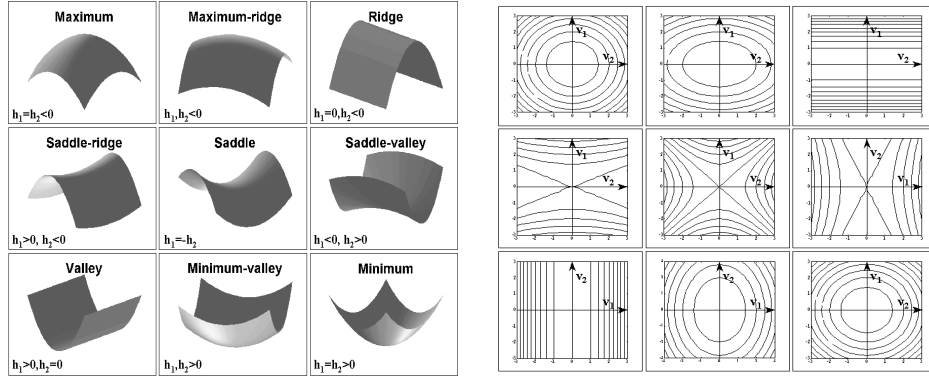 Maximum
h₁=h₂<0
Maximum-ridge
h₁,h₂<0
Ridge
h₁=0,h₂<0
Saddle-ridge
h₁>0, h₂<0
Saddle
h₁=-h₂
Saddle-valley
h₁<0, h₂>0
Valley
h₁>0,h₂=0
Minimum-valley
h₁,h₂>0
Minimum
h₁=h₂>0
v₁
v₂
v₁
v₂
v₁
v₂
v₁
v₂
v₁
v₂
v₂
v₁
v₂
v₁
v₂
v₁
v₁
v₂